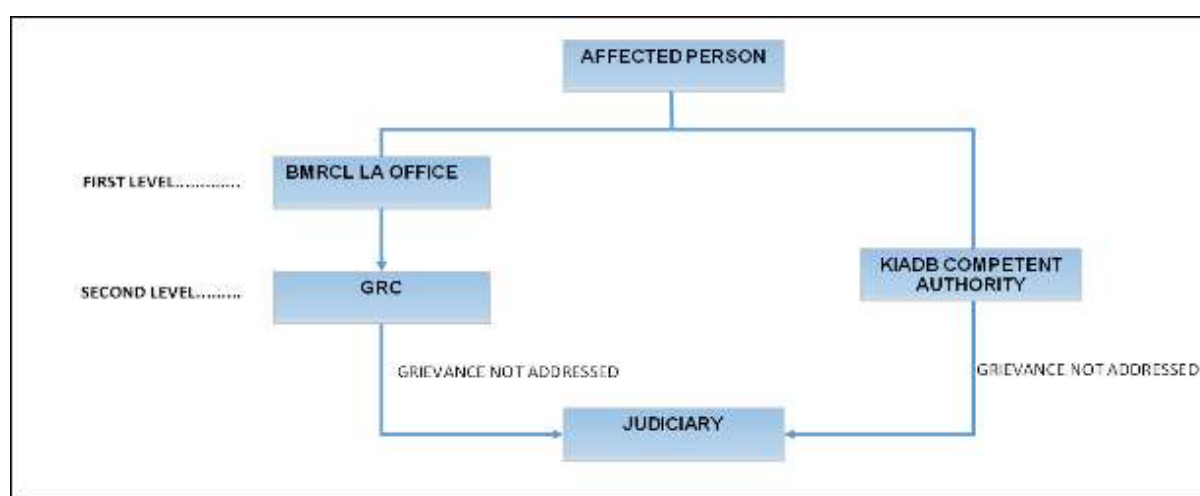 AFFECTED PERSON
FIRST LEVEL.............
BMRCL LA OFFICE
SECOND LEVEL.........
GRC
KIADB COMPETENT
AUTHORITY
GRIEVANCE NOT ADDRESSED
GRIEVANCE NOT ADDRESSED
JUDICIARY